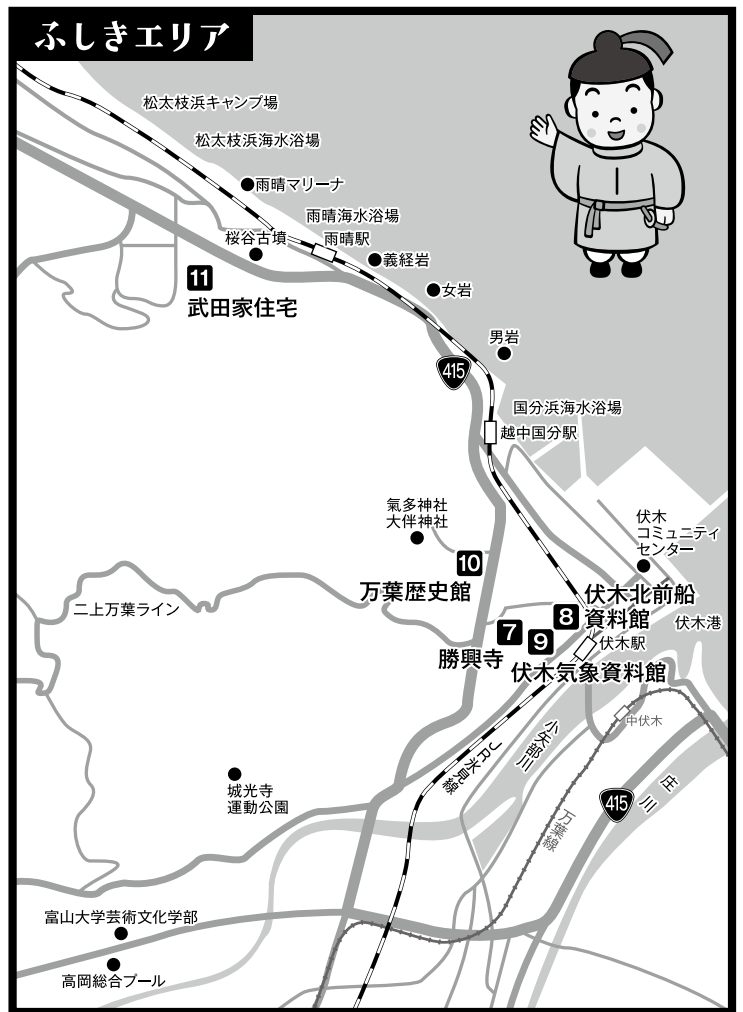 ふしきエリア
松太枝浜キャンプ場
松太枝浜海水浴場
雨晴マリーナ
雨晴海水浴場
桜谷古墳
雨晴駅
義経岩
11
武田家住宅
女岩
男岩
415
国分浜海水浴場
越中国分駅
氣多神社
大伴神社
伏木
コミュニティ
センター
10
万葉歴史館
二上万葉ライン
伏木北前船
8
資料館
伏木港
7
9
伏木駅
勝興寺
伏木気象資料館
中伏木
小矢部川
JR氷見線
庄川
415
城光寺
運動公園
万葉線
富山大学芸術文化学部
高岡総合プール